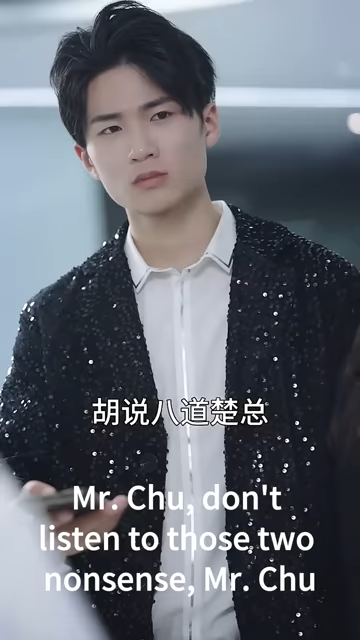 胡说八道楚总
Mr. Chu, don't
listen to those two
nonsense, Mr. Chu